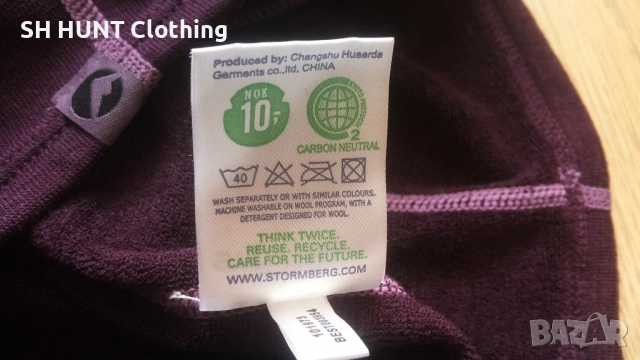 SH HUNT Clothing
Produced by: Changshu Huaarda
Garments co.,ltd, CHINA
NOK
10,-
2
CARBON NEUTRAL
40
WASH SEPARATELY OR WITH SIMILAR COLOURS.
MACHINE WASHABLE ON WOOL PROGRAM, WITH A
DETERGENT DESIGNED FOR WOOL.
THINK TWICE.
REUSE. RECYCLE.
CARE FOR THE FUTURE.
WWW.STORMBERG.COM
BAZAR